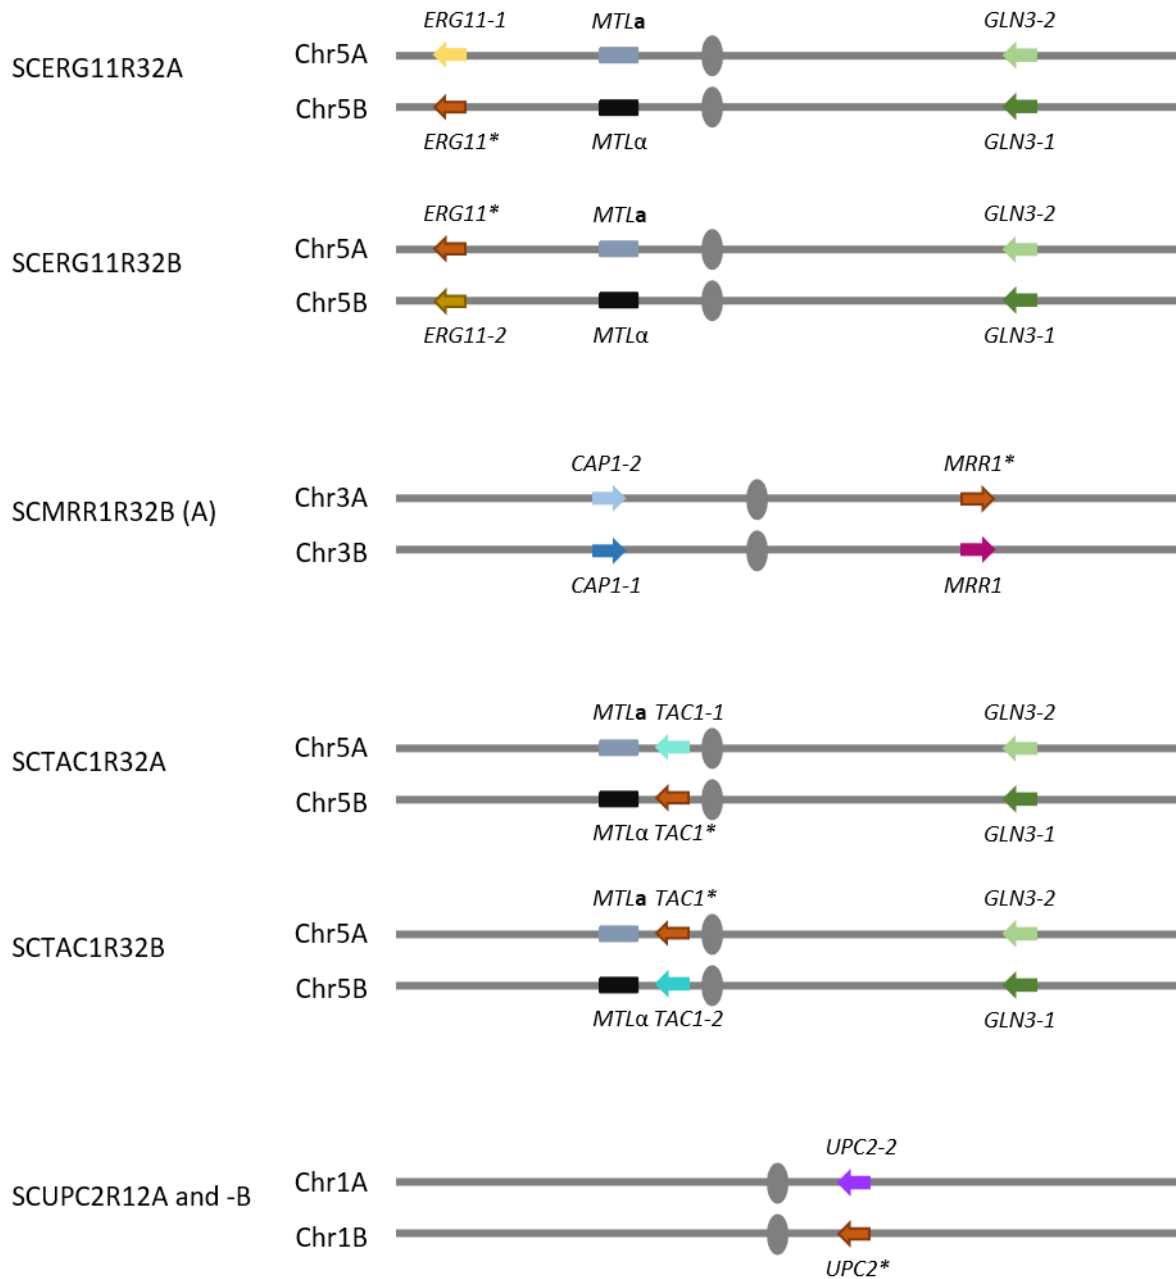 ERG11-1 MTLa GLN3-2
SCERG11R32A Chr5A
Chr5B
ERG11* MTLα GLN3-1
ERG11* MTLa GLN3-2
SCERG11R32B Chr5A
Chr5B
ERG11-2 MTLα GLN3-1
CAP1-2 MRR1*
SCMRR1R32B (A) Chr3A
Chr3B
CAP1-1 MRR1
MTLa TAC1-1 GLN3-2
SCTAC1R32A Chr5A
Chr5B
MTLα TAC1* GLN3-1
MTLa TAC1* GLN3-2
SCTAC1R32B Chr5A
Chr5B
MTLα TAC1-2 GLN3-1
UPC2-2
SCUPC2R12A and -B Chr1A
Chr1B
UPC2*